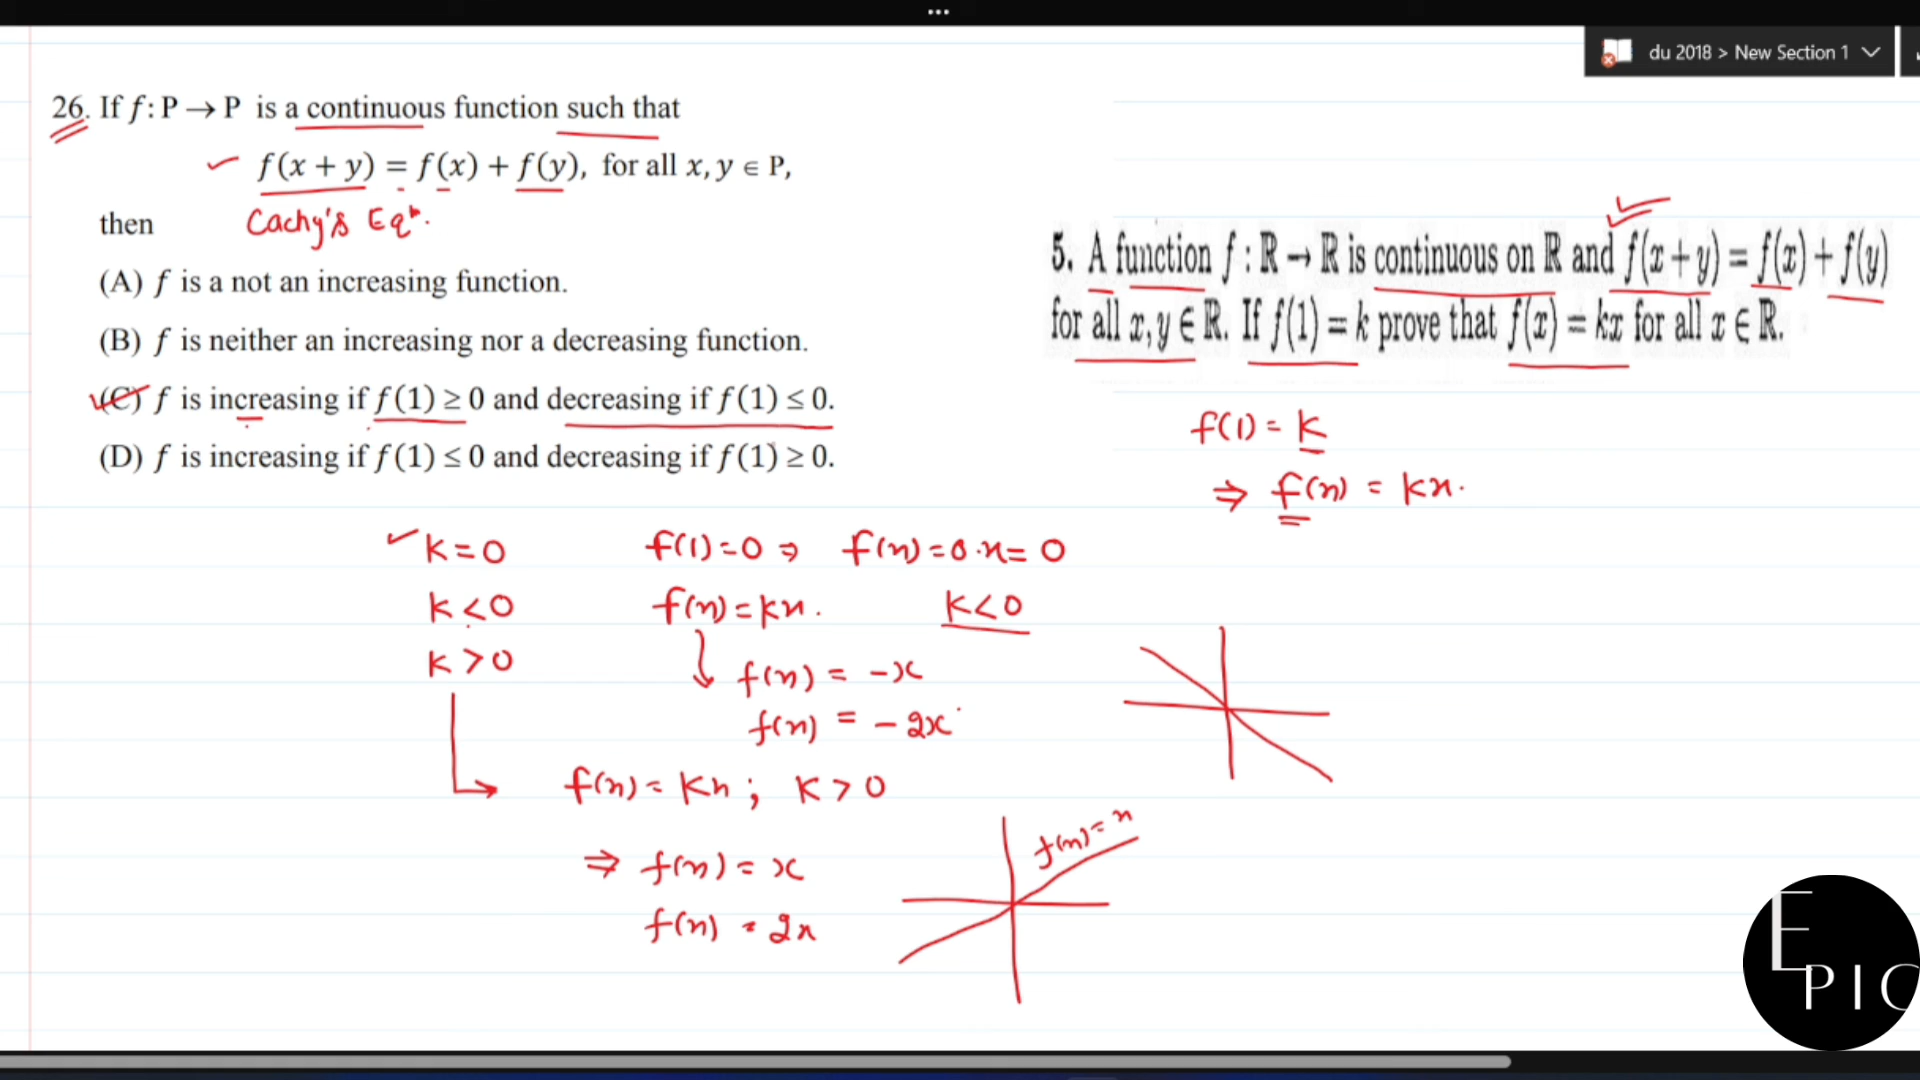 ...
du 2018 > New Section 1
26. If f : P → P is a continuous function such that
f(x + y) = f(x) + f(y), for all x, y ∈ P,
then
Cachy's Eqn.
(A) f is a not an increasing function.
(B) f is neither an increasing nor a decreasing function.
(C) f is increasing if f(1) ≥ 0 and decreasing if f(1) ≤ 0.
(D) f is increasing if f(1) ≤ 0 and decreasing if f(1) ≥ 0.
5. A function f : ℝ → ℝ is continuous on ℝ and f(x + y) = f(x) + f(y)
for all x, y ∈ ℝ. If f(1) = k prove that f(x) = kx for all x ∈ ℝ.
f(1) = k
⇒ f(x) = kx.
k = 0 f(1) = 0 ⇒ f(x) = 0·x = 0
k < 0 f(x) = kx. k < 0
k > 0
f(x) = -x
f(x) = -2x
f(x) = kx ; k > 0
⇒ f(x) = x
f(x) = 2x
f(x) = x
EPIC